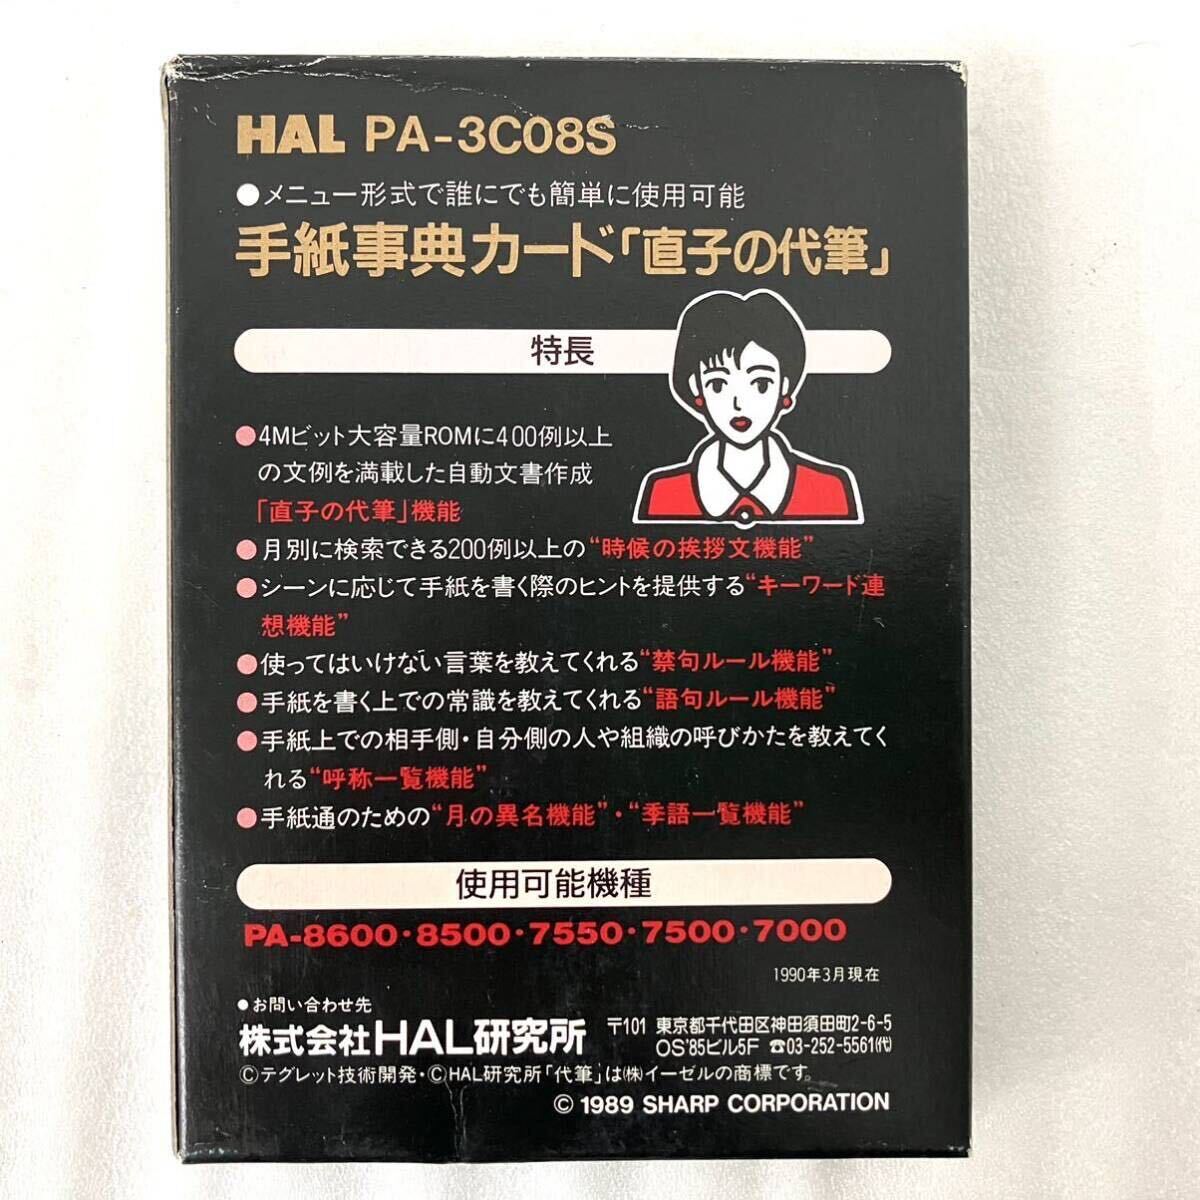 HAL PA-3C08S
●メニュー形式で誰にでも簡単に使用可能
手紙事典カード「直子の代筆」
特長
●4Mビット大容量ROMに400例以上
の文例を満載した自動文書作成
「直子の代筆」機能
●月別に検索できる200例以上の“時候の挨拶文機能”
●シーンに応じて手紙を書く際のヒントを提供する“キーワード連
想機能”
●使ってはいけない言葉を教えてくれる“禁句ルール機能”
●手紙を書く上での常識を教えてくれる“語句ルール機能”
●手紙上での相手側・自分側の人や組織の呼びかたを教えてく
れる“呼称一覧機能”
●手紙通のための“月の異名機能”・“季語一覧機能”
使用可能機種
PA-8600・8500・7550・7500・7000
1990年3月現在
●お問い合わせ先
株式会社HAL研究所 〒101 東京都千代田区神田須田町2-6-5
OS'85ビル5F ☎03-252-5561(代)
©テグレット技術開発・©HAL研究所「代筆」は㈱イーゼルの商標です。
© 1989 SHARP CORPORATION